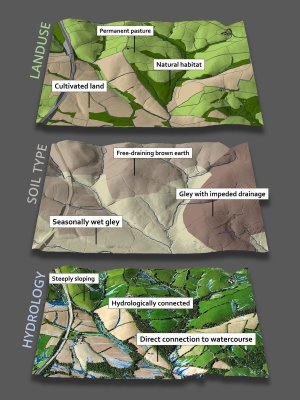 LANDUSE
Permanent pasture
Natural habitat
Cultivated land
SOIL TYPE
Free-draining brown earth
Gley with impeded drainage
Seasonally wet gley
HYDROLOGY
Steeply sloping
Hydrologically connected
Direct connection to watercourse